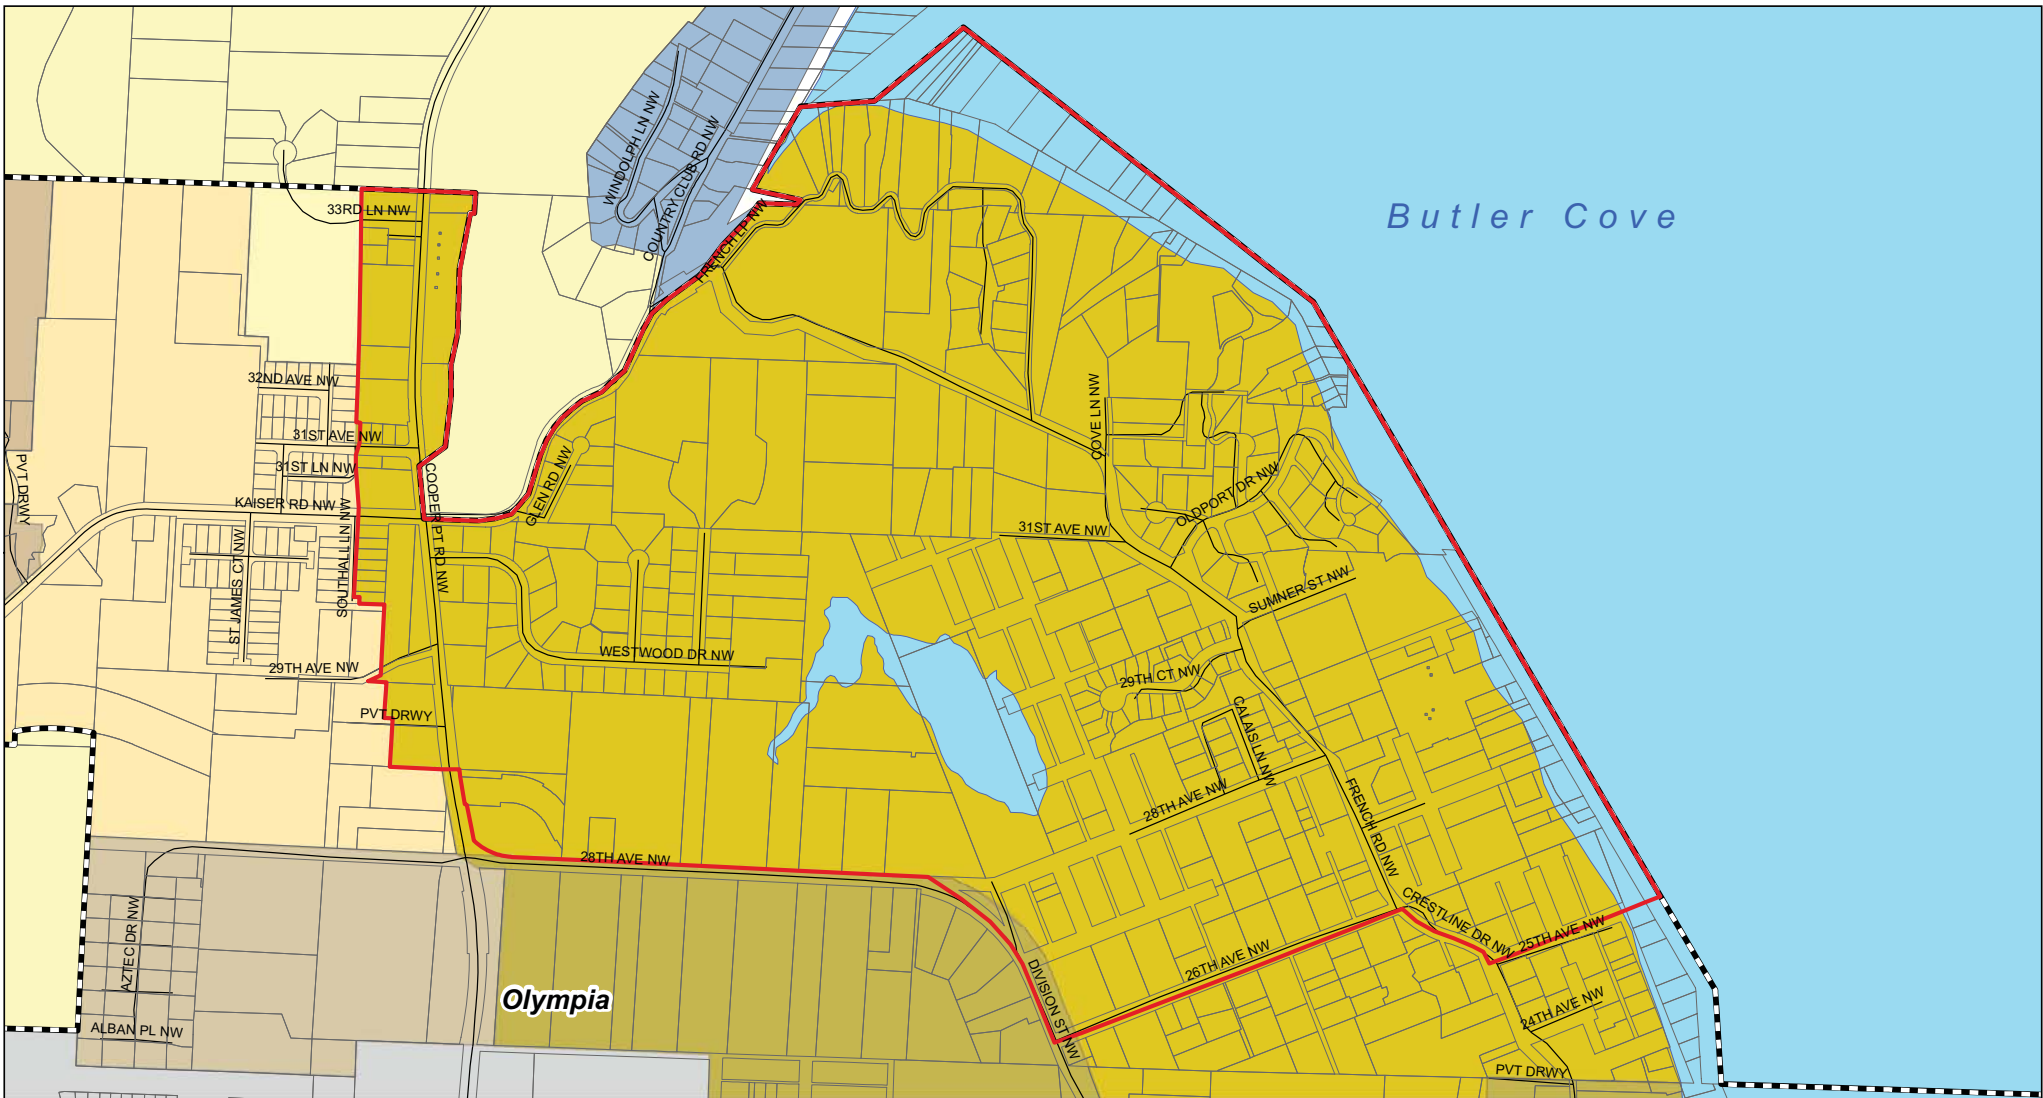 WINDOLPH LN NW
COUNTRY CLUB RD NW
33RD LN NW
FRENCH LP NW
Butler Cove
32ND AVE NW
31ST AVE NW
31ST LN NW
KAISER RD NW
PVT DRWY
COOPER PT RD NW
GLEN RD NW
COVE LN NW
OLDPORT DR NW
31ST AVE NW
SOUTHALL LN NW
ST JAMES CT NW
SUMNER ST NW
29TH AVE NW
WESTWOOD DR NW
29TH CT NW
PVT DRWY
CALAIS LN NW
28TH AVE NW
FRENCH RD NW
28TH AVE NW
CRESTLINE DR NW
25TH AVE NW
AZTEC DR NW
26TH AVE NW
Olympia
DIVISION ST NW
24TH AVE NW
ALBAN PL NW
PVT DRWY